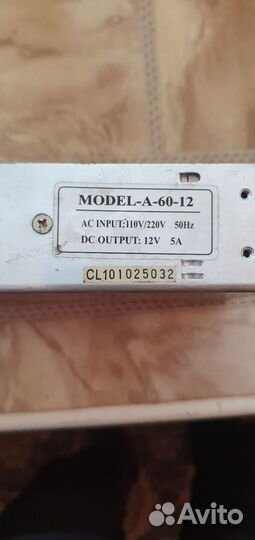 MODEL-A-60-12
AC INPUT:110V/220V 50Hz
DC OUTPUT: 12V 5A
CL101025032
Avito